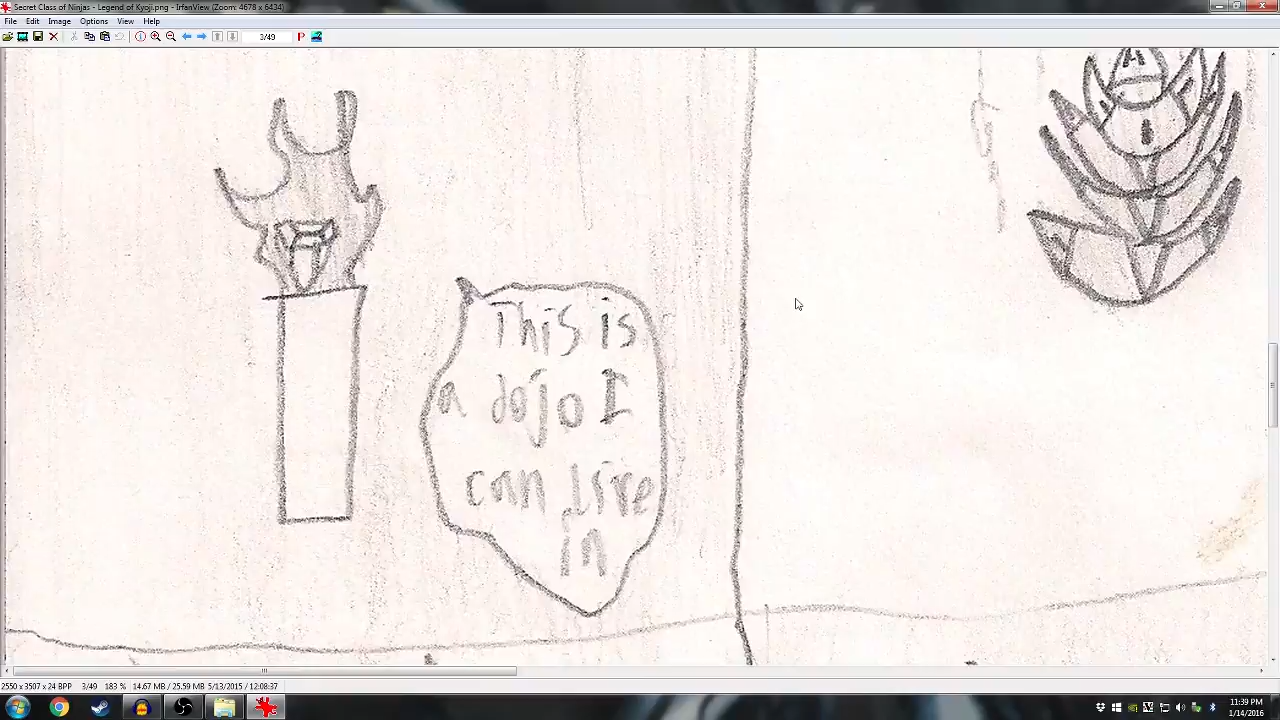 Secret Class of Ninjas - Legend of Kyoji.png - IrfanView (Zoom: 4678 x 6434)
File Edit Image Options View Help
3/49
This is
a dojo I
can live
in
2550 x 3507 x 24 BPP 3/49 183 % 14.67 MB / 25.59 MB 5/13/2015 / 12:08:37
11:39 PM
1/14/2016